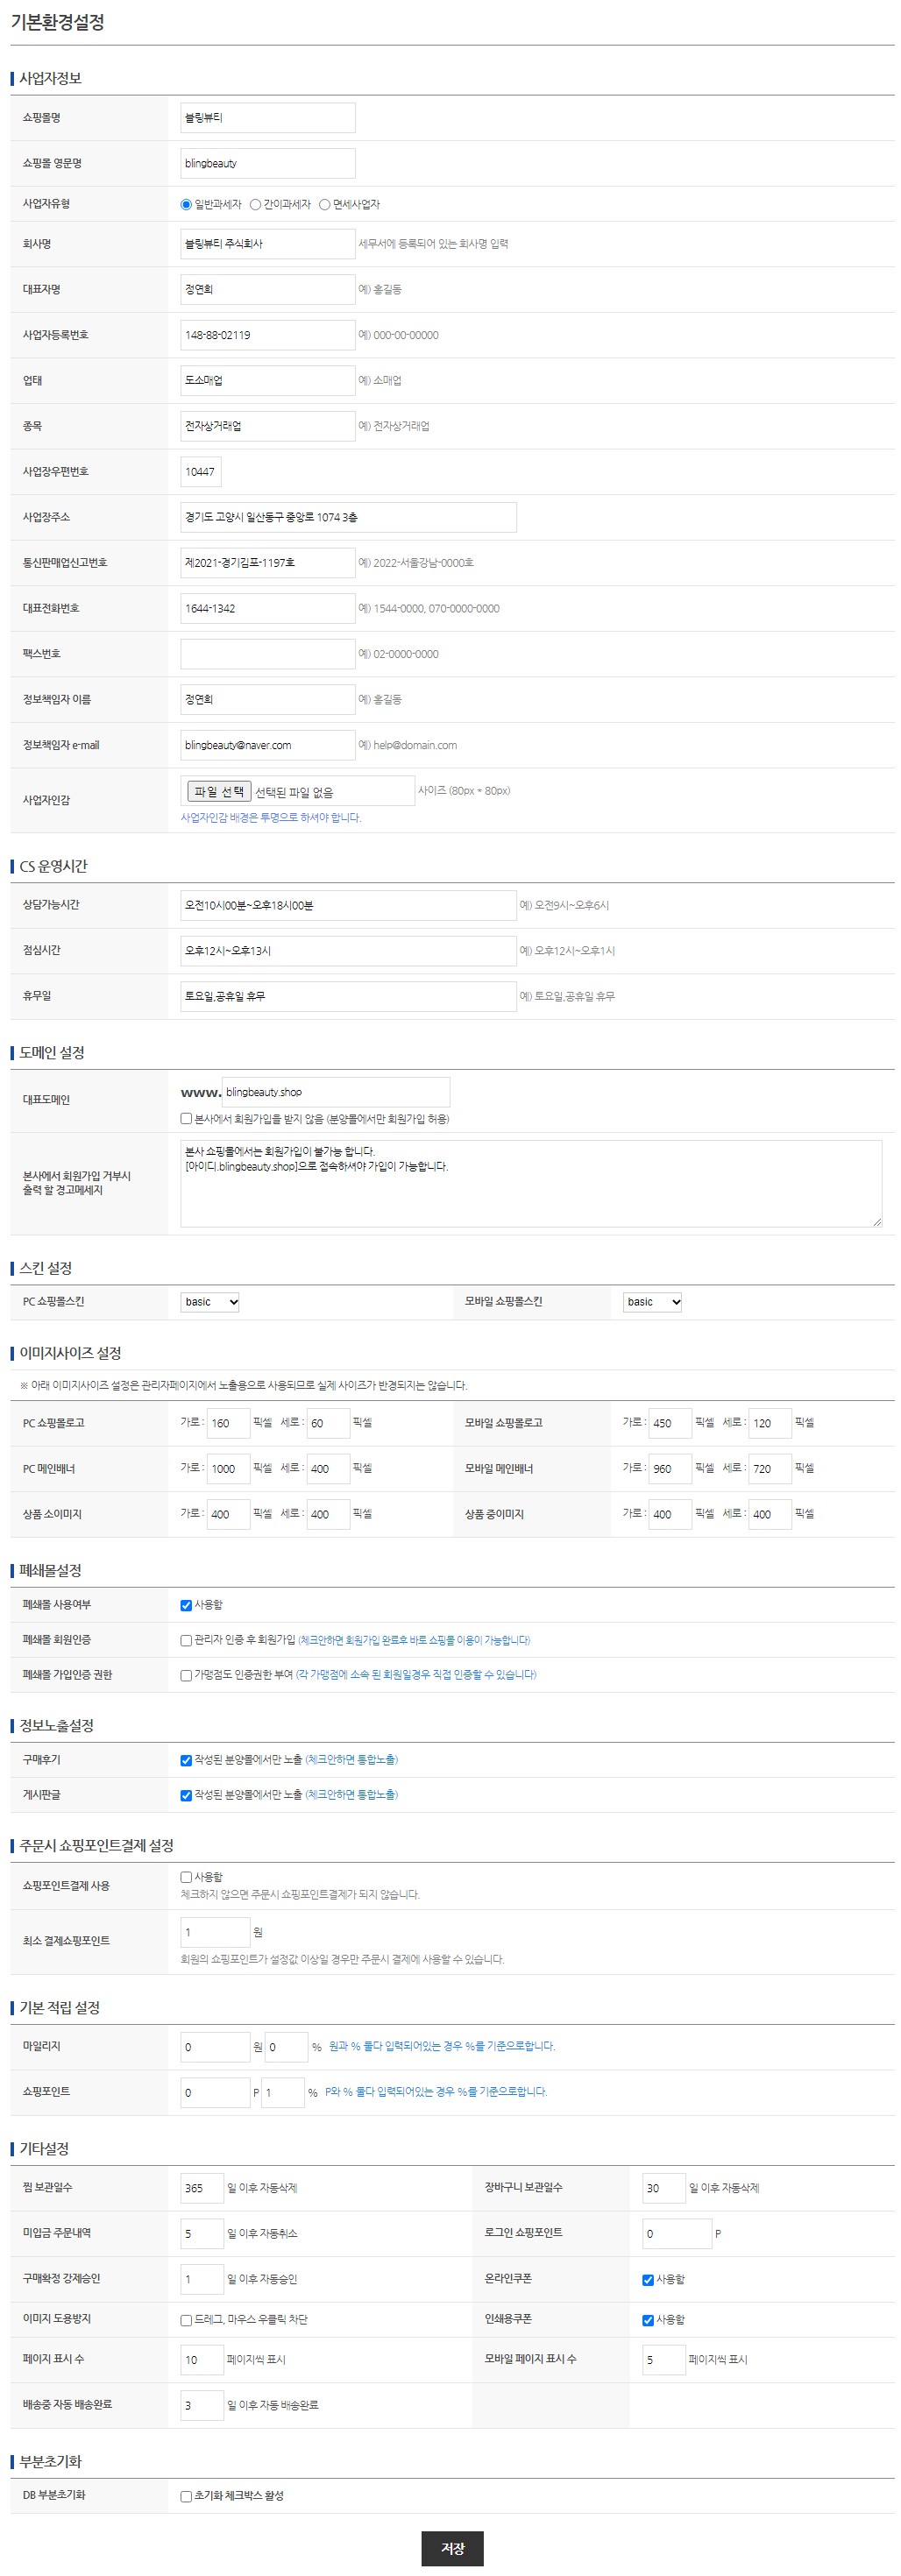 기본환경설정
사업자정보
쇼핑몰명 블링뷰티
쇼핑몰 영문명 blingbeauty
사업자유형 일반과세자 간이과세자 면세사업자
회사명 블링뷰티 주식회사 세무서에 등록되어 있는 회사명 입력
대표자명 정연희 예) 홍길동
사업자등록번호 148-88-02119 예) 000-00-00000
업태 도소매업 예) 소매업
종목 전자상거래업 예) 전자상거래업
사업장우편번호 10447
사업장주소 경기도 고양시 일산동구 중앙로 1074 3층
통신판매업신고번호 제2021-경기김포-1197호 예) 2022-서울강남-0000호
대표전화번호 1644-1342 예) 1544-0000, 070-0000-0000
팩스번호 예) 02-0000-0000
정보책임자 이름 정연희 예) 홍길동
정보책임자 e-mail blingbeauty@naver.com 예) help@domain.com
사업자인감 파일 선택 선택된 파일 없음 사이즈 (80px * 80px)
사업자인감 배경은 투명으로 하셔야 합니다.
CS 운영시간
상담가능시간 오전10시00분~오후18시00분 예) 오전9시~오후6시
점심시간 오후12시~오후13시 예) 오후12시~오후1시
휴무일 토요일,공휴일 휴무 예) 토요일,공휴일 휴무
도메인 설정
대표도메인 www. blingbeauty.shop
본사에서 회원가입을 받지 않음 (분양몰에서만 회원가입 허용)
본사에서 회원가입 거부시
출력 할 경고메세지
본사 쇼핑몰에서는 회원가입이 불가능 합니다.
[아이디.blingbeauty.shop]으로 접속하셔야 가입이 가능합니다.
스킨 설정
PC 쇼핑몰스킨 basic 모바일 쇼핑몰스킨 basic
이미지사이즈 설정
※ 아래 이미지사이즈 설정은 관리자페이지에서 노출용으로 사용되므로 실제 사이즈가 반경되지는 않습니다.
PC 쇼핑몰로고 가로 : 160 픽셀 세로 : 60 픽셀 모바일 쇼핑몰로고 가로 : 450 픽셀 세로 : 120 픽셀
PC 메인배너 가로 : 1000 픽셀 세로 : 400 픽셀 모바일 메인배너 가로 : 960 픽셀 세로 : 720 픽셀
상품 소이미지 가로 : 400 픽셀 세로 : 400 픽셀 상품 중이미지 가로 : 400 픽셀 세로 : 400 픽셀
폐쇄몰설정
폐쇄몰 사용여부 사용함
폐쇄몰 회원인증 관리자 인증 후 회원가입 (체크안하면 회원가입 완료후 바로 쇼핑몰 이용이 가능합니다)
폐쇄몰 가입인증 권한 가맹점도 인증권한 부여 (각 가맹점에 소속 된 회원일경우 직접 인증할 수 있습니다)
정보노출설정
구매후기 작성된 분양몰에서만 노출 (체크안하면 통합노출)
게시판글 작성된 분양몰에서만 노출 (체크안하면 통합노출)
주문시 쇼핑포인트결제 설정
쇼핑포인트결제 사용 사용함
체크하지 않으면 주문시 쇼핑포인트결제가 되지 않습니다.
최소 결제쇼핑포인트 1 원
회원의 쇼핑포인트가 설정값 이상일 경우만 주문시 결제에 사용할 수 있습니다.
기본 적립 설정
마일리지 0 원 0 % 원과 % 둘다 입력되어있는 경우 %를 기준으로합니다.
쇼핑포인트 0 P 1 % P와 % 둘다 입력되어있는 경우 %를 기준으로합니다.
기타설정
찜 보관일수 365 일 이후 자동삭제 장바구니 보관일수 30 일 이후 자동삭제
미입금 주문내역 5 일 이후 자동취소 로그인 쇼핑포인트 0 P
구매확정 강제승인 1 일 이후 자동승인 온라인쿠폰 사용함
이미지 도용방지 드래그, 마우스 우클릭 차단 인쇄용쿠폰 사용함
페이지 표시 수 10 페이지씩 표시 모바일 페이지 표시 수 5 페이지씩 표시
배송중 자동 배송완료 3 일 이후 자동 배송완료
부분초기화
DB 부분초기화 초기화 체크박스 활성
저장